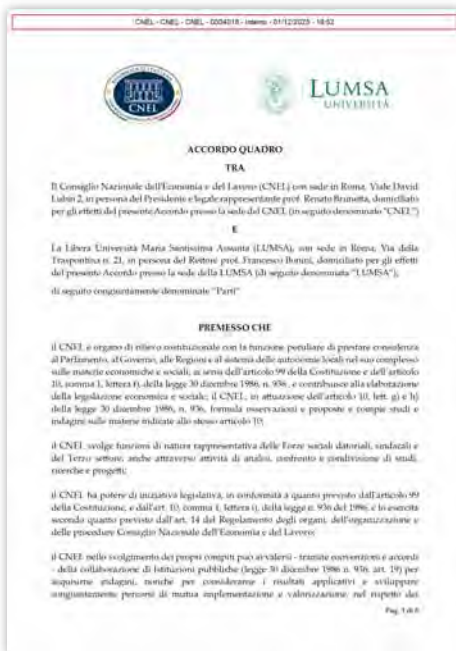 CNEL - CNEL - CNEL - 0004018 - Interno - 01/12/2025 - 16:52
CNEL
LUMSA
UNIVERSITÀ
ACCORDO QUADRO
TRA
Il Consiglio Nazionale dell'Economia e del Lavoro (CNEL) con sede in Roma, Viale David
Lubin 2, in persona del Presidente e legale rappresentante prof. Renato Brunetta, domiciliato
per gli effetti del presente Accordo presso la sede del CNEL (in seguito denominato "CNEL")
E
La Libera Università Maria Santissima Assunta (LUMSA), con sede in Roma, Via della
Traspontina n. 21, in persona del Rettore prof. Francesco Bonini, domiciliato per gli effetti
del presente Accordo presso la sede della LUMSA (di seguito denominata "LUMSA"),
di seguito congiuntamente denominate "Parti"
PREMESSO CHE
il CNEL è organo di rilievo costituzionale con la funzione peculiare di prestare consulenza
al Parlamento, al Governo, alle Regioni e al sistema delle autonomie locali nel suo complesso
sulle materie economiche e sociali, ai sensi dell'articolo 99 della Costituzione e dell'articolo
10, comma 1, lettera f), della legge 30 dicembre 1986, n. 936, e contribuisce alla elaborazione
della legislazione economica e sociale; il CNEL, in attuazione dell'articolo 10, lett. g) e h)
della legge 30 dicembre 1986, n. 936, formula osservazioni e proposte e compie studi e
indagini sulle materie indicate allo stesso articolo 10;
il CNEL svolge funzioni di natura rappresentativa delle Forze sociali datoriali, sindacali e
del Terzo settore, anche attraverso attività di analisi, confronto e condivisione di studi,
ricerche e progetti;
il CNEL ha potere di iniziativa legislativa, in conformità a quanto previsto dall'articolo 99
della Costituzione, e dall'art. 10, comma 1, lettera i), della legge n. 936 del 1986, e lo esercita
secondo quanto previsto dall'art. 14 del Regolamento degli organi, dell'organizzazione e
delle procedure Consiglio Nazionale dell'Economia e del Lavoro;
il CNEL nello svolgimento dei propri compiti può avvalersi - tramite convenzioni e accordi
- della collaborazione di Istituzioni pubbliche (legge 30 dicembre 1986 n. 936, art. 19) per
acquisirne indagini, nonché per considerarne i risultati applicativi e sviluppare
congiuntamente percorsi di mutua implementazione e valorizzazione, nel rispetto dei
Pag. 1 di 6